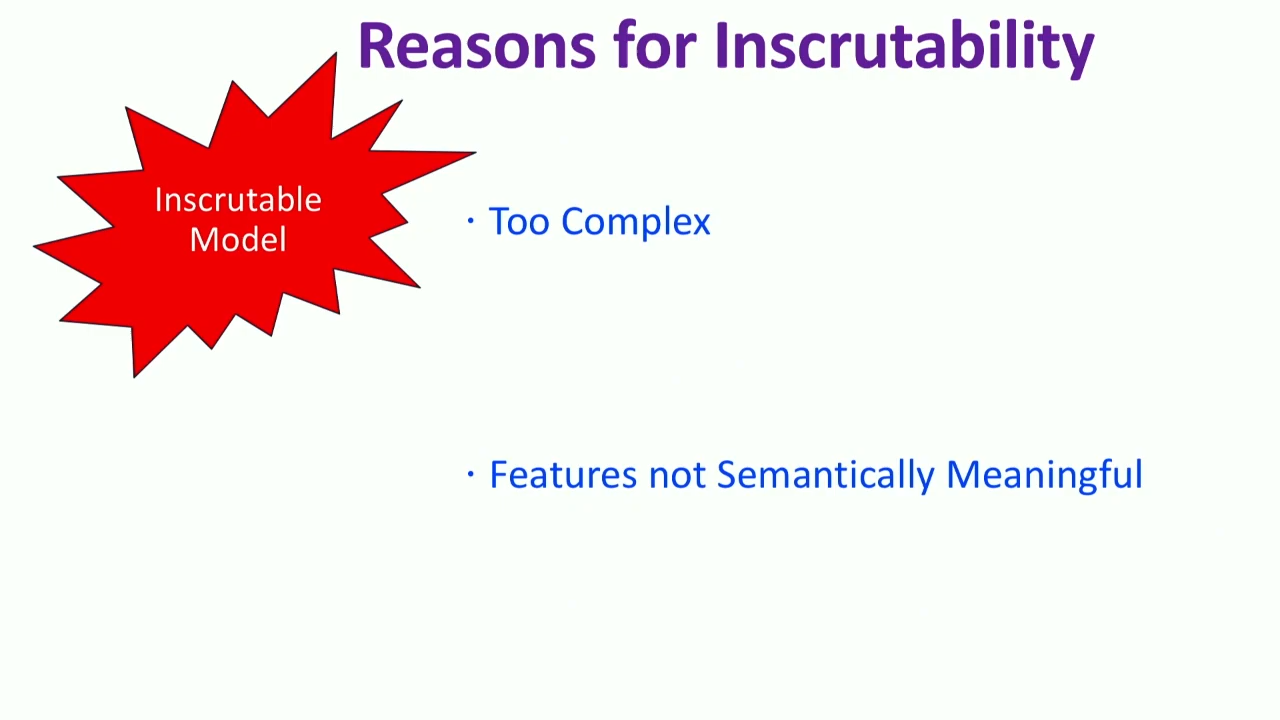 Reasons for Inscrutability
Inscrutable
Model
· Too Complex
· Features not Semantically Meaningful